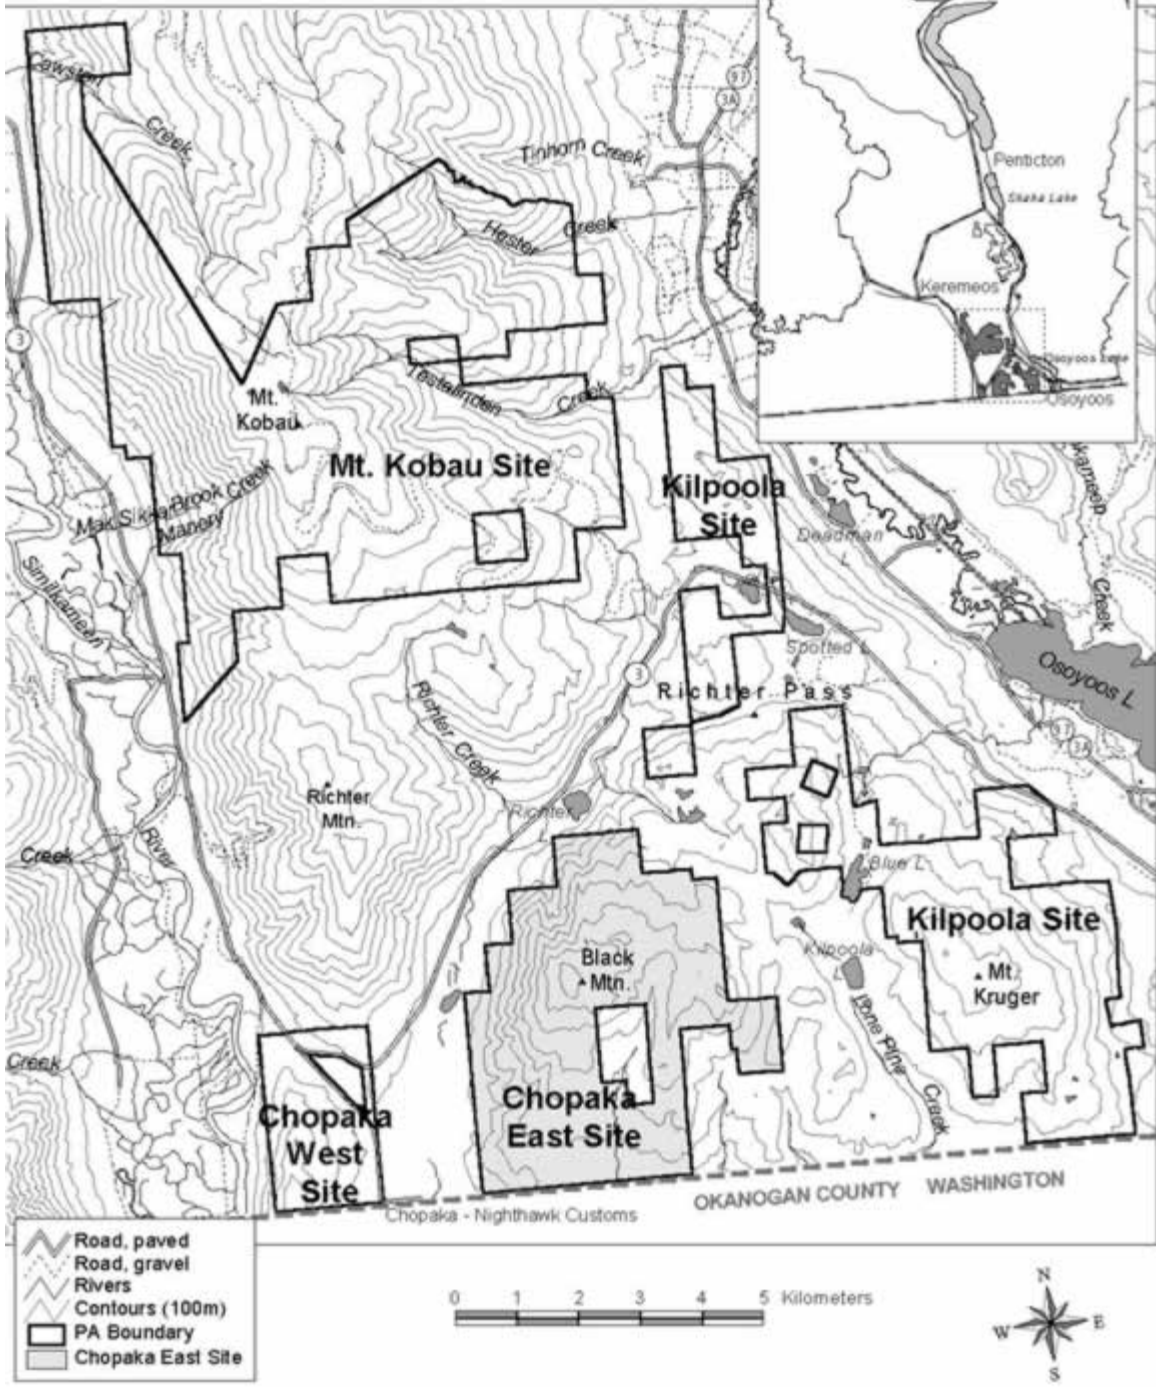 Cawston
Creek
97
3A
Tinhorn Creek
Hester Creek
Penticton
Skaha Lake
Keremeos
Osoyoos Lake
Osoyoos
3
Mt.
Kobau
Testalinden
Creek
Mt. Kobau Site
Kilpoola
Site
Manery Creek
Brook
Similkameen
River
Deadman
L
Creek
Spotted L
Osoyoos L
3
Richter Pass
97
3A
Richter Creek
Richter
Mtn.
Richter
L
Creek
Blue L
Kilpoola Site
Black
Mtn.
Kilpoola
L
Mt.
Kruger
Lone Pine
Creek
Creek
Chopaka
West
Site
Chopaka
East Site
OKANOGAN COUNTY WASHINGTON
Chopaka - Nighthawk Customs
Road, paved
Road, gravel
Rivers
Contours (100m)
PA Boundary
Chopaka East Site
0 1 2 3 4 5 Kilometers
N
W E
S